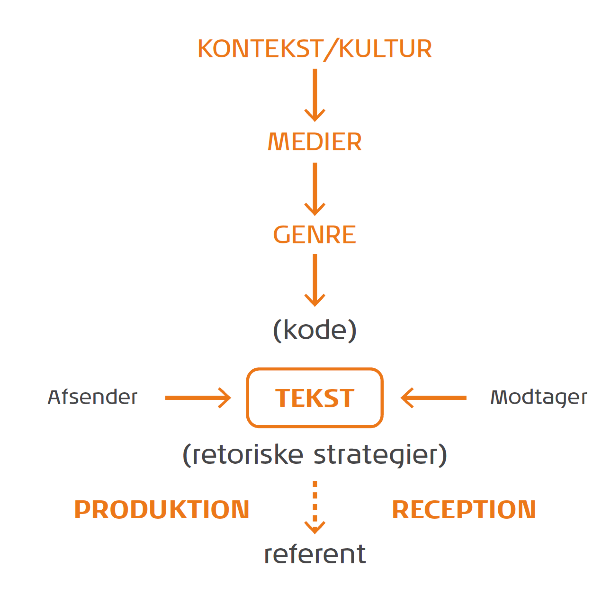 KONTEKST/KULTUR
MEDIER
GENRE
(kode)
Afsender TEKST Modtager
(retoriske strategier)
PRODUKTION RECEPTION
referent